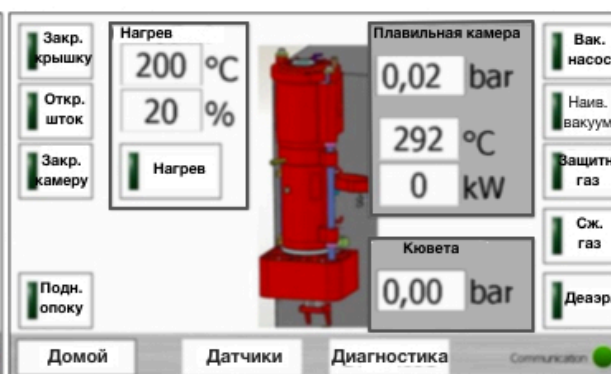 Закр.
крышку
Откр.
шток
Закр.
камеру
Подн.
опоку
Нагрев
200 °C
20 %
Нагрев
Плавильная камера
0,02 bar
292 °C
0 kW
Кювета
0,00 bar
Вак.
насос
Наив.
вакуум
Защитн
газ
Сж.
газ
Деаэр
Домой
Датчики
Диагностика
Communication